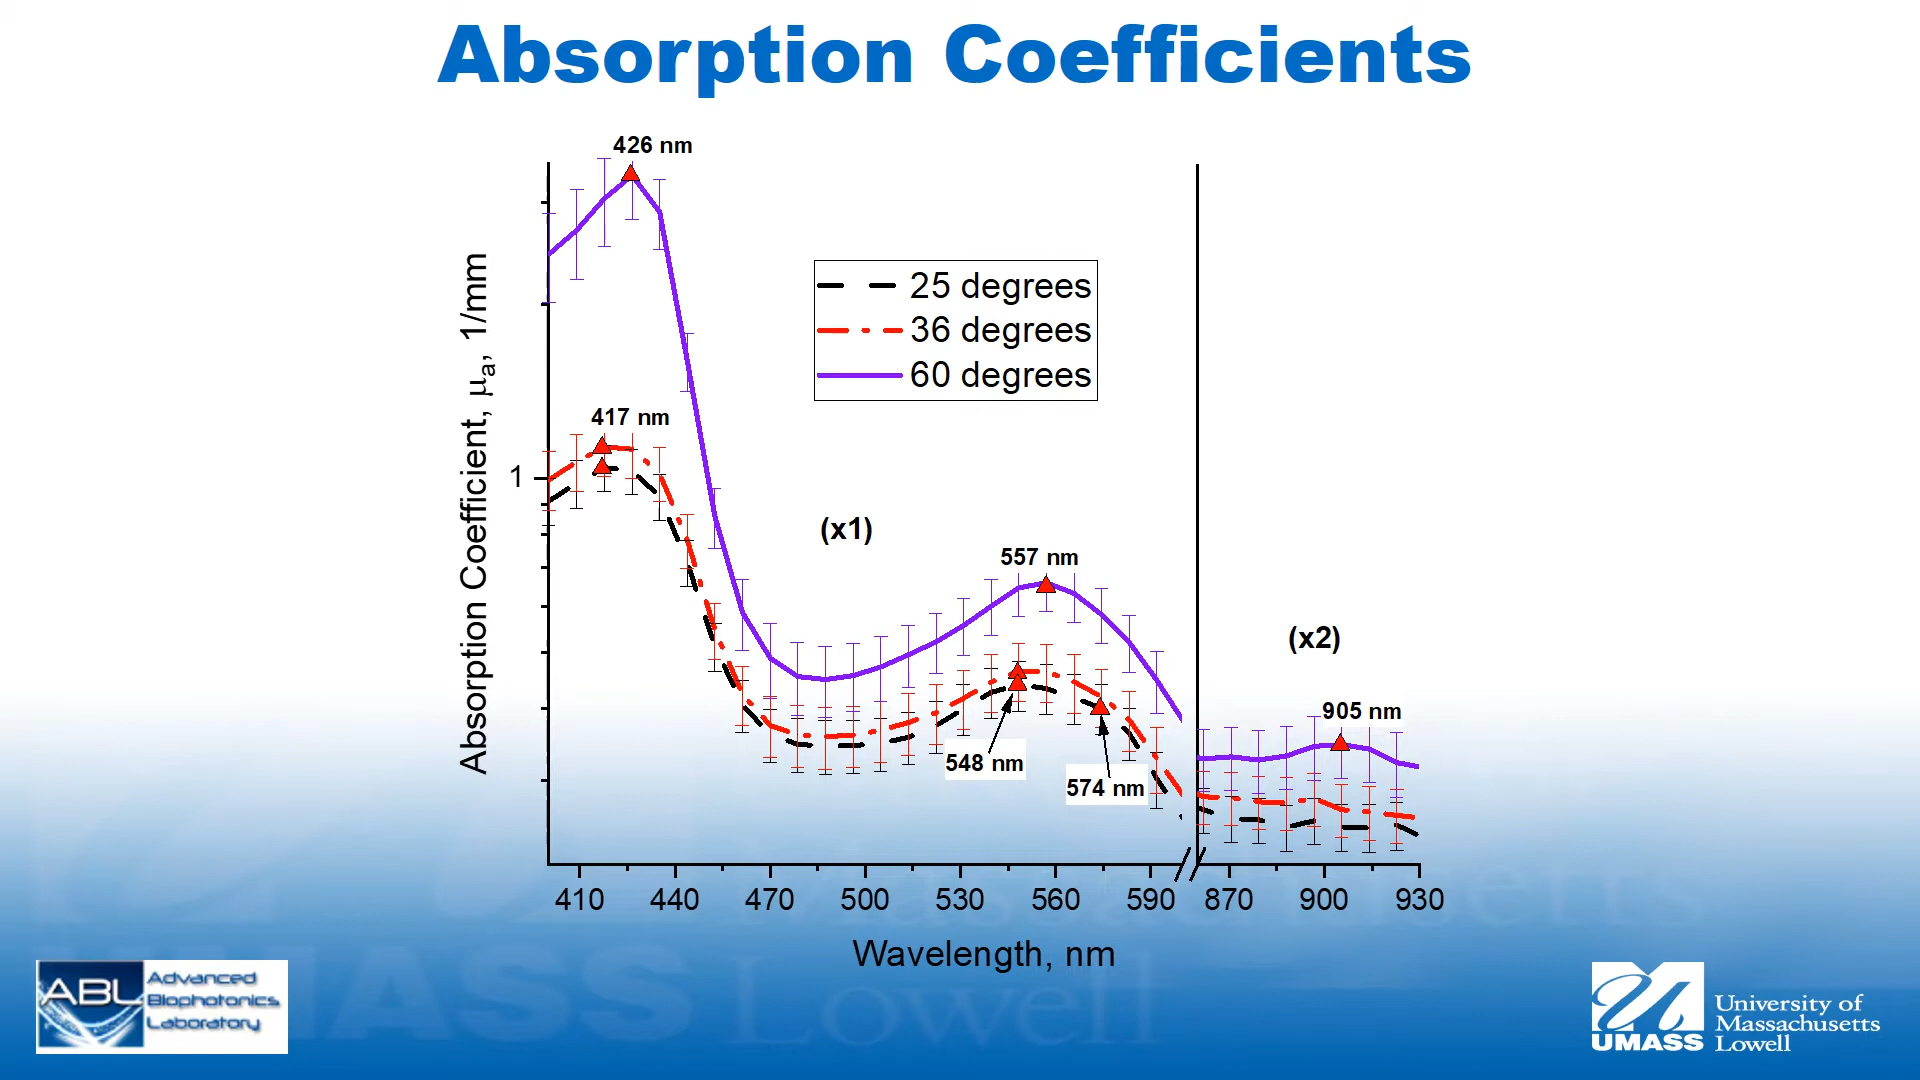 Absorption Coefficients
426 nm
417 nm
25 degrees
36 degrees
60 degrees
(x1)
557 nm
548 nm
574 nm
(x2)
905 nm
Absorption Coefficient, μa, 1/mm
1
410 440 470 500 530 560 590 870 900 930
Wavelength, nm
ABL Advanced
Biophotonics
Laboratory
UMASS
Lowell
UMASS
University of
Massachusetts
Lowell